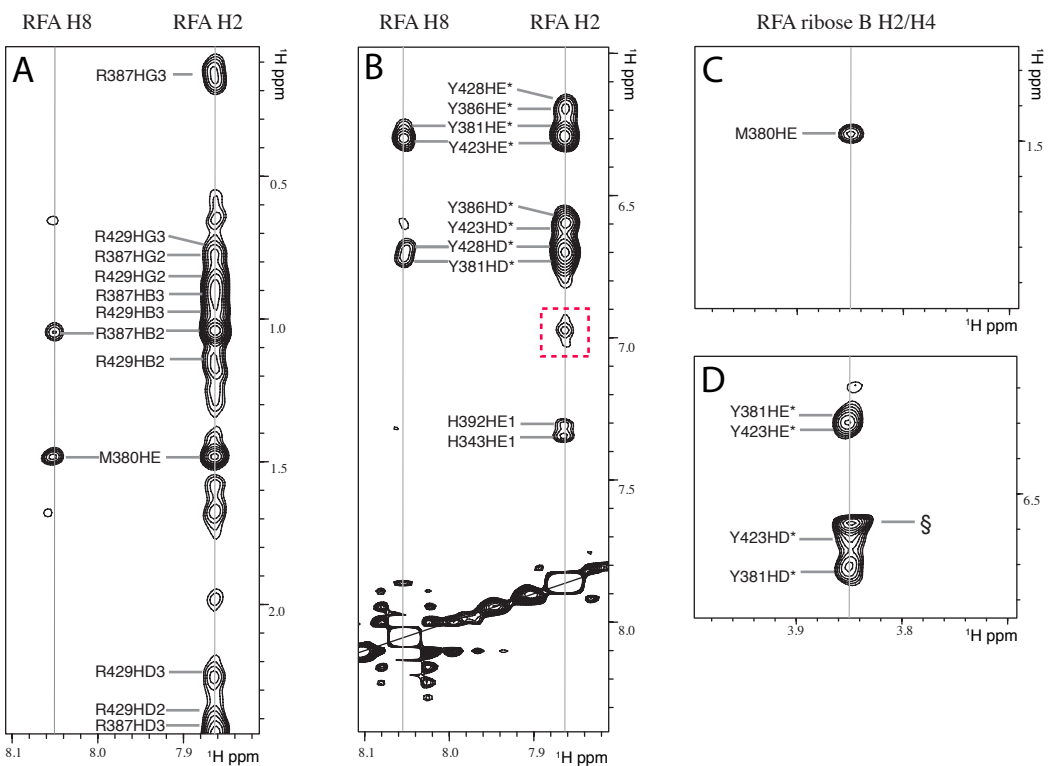 RFA H8
RFA H2
A
R387HG3
R429HG3
R387HG2
R429HG2
R387HB3
R429HB3
R387HB2
R429HB2
M380HE
R429HD3
R429HD2
R387HD3
¹H ppm
0.5
1.0
1.5
2.0
8.1
8.0
7.9
¹H ppm
RFA H8
RFA H2
B
Y428HE*
Y386HE*
Y381HE*
Y423HE*
Y386HD*
Y423HD*
Y428HD*
Y381HD*
H392HE1
H343HE1
¹H ppm
6.5
7.0
7.5
8.0
8.1
8.0
7.9
¹H ppm
RFA ribose B H2/H4
C
M380HE
¹H ppm
1.5
¹H ppm
D
Y381HE*
Y423HE*
§
Y423HD*
Y381HD*
6.5
3.9
3.8
¹H ppm